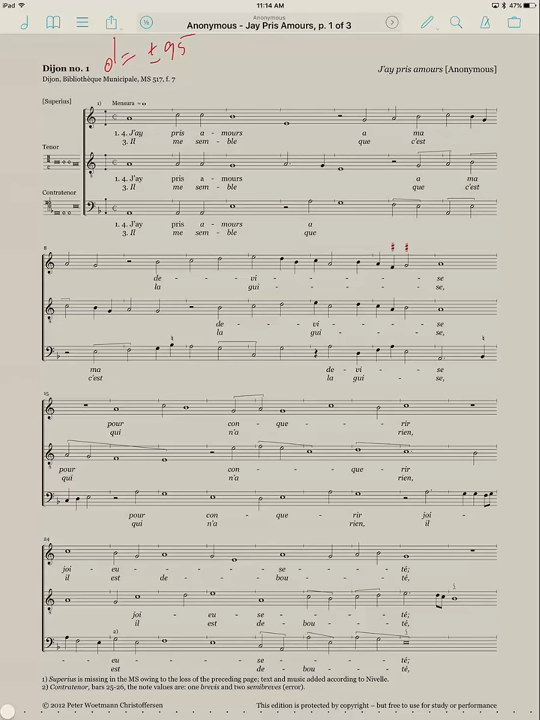 iPad 11:14 AM 47%
Anonymous
Anonymous - Jay Pris Amours, p. 1 of 3
= ± 95
Dijon no. 1
J'ay pris amours [Anonymous]
Dijon, Bibliothèque Municipale, MS 517, f. 7
[Superius] 1) Mensura =
1. 4. J'ay pris a - mours a ma
3. Il me sem - ble que c'est
Tenor
1. 4. J'ay pris a - mours a ma
3. Il me sem - ble que c'est
Contratenor
1. 4. J'ay pris a - mours a
3. Il me sem - ble que
8
de - vi - se
la gui - se,
de - vi - se
la gui - se,
ma de - vi - se
c'est la gui - se,
15
pour con - que - rir
qui n'a rien,
pour con - que - rir
qui n'a rien,
pour con - que - rir joi-
qui n'a rien, il
24
joi - eu - se - té;
il est de - bou - té,
joi - eu - se - té;
il est de - bou - té,
2)
- eu - se - té;
est de - bou - té,
1) Superius is missing in the MS owing to the loss of the preceding page; text and music added according to Nivelle.
2) Contratenor, bars 25-26, the note values are: one brevis and two semibreves (error).
© 2012 Peter Woetmann Christoffersen This edition is protected by copyright – but free to use for study or performance